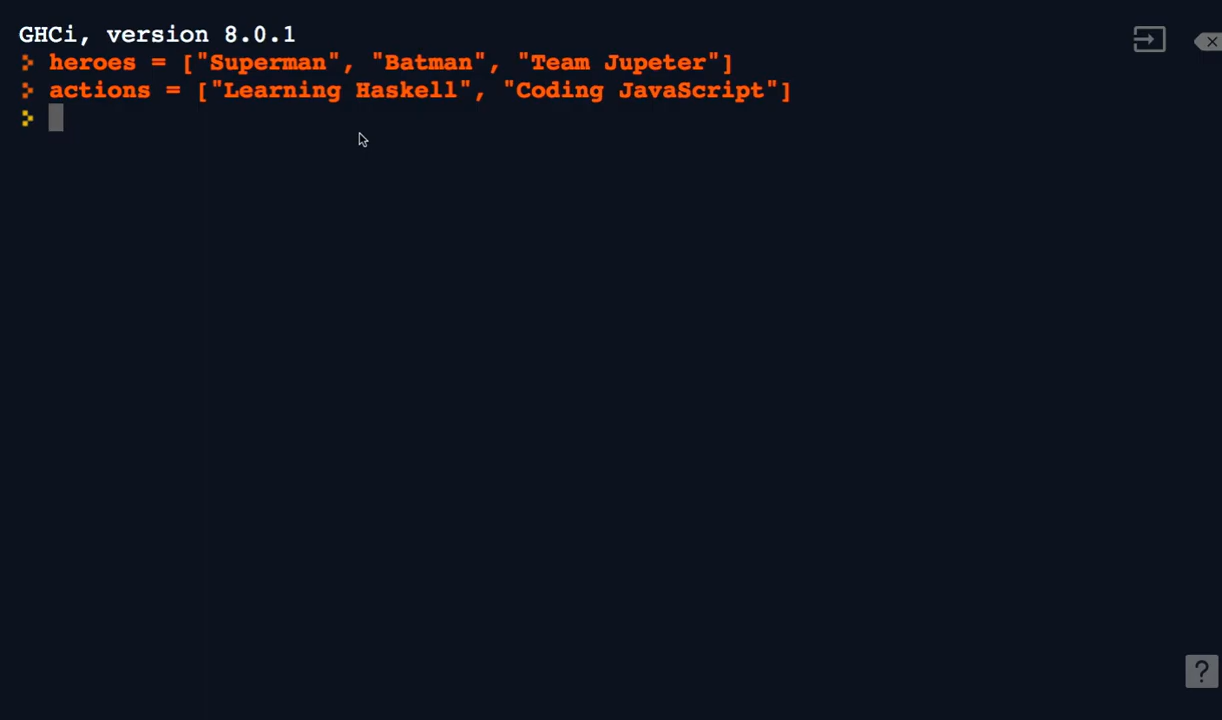 GHCi, version 8.0.1
heroes = ["Superman", "Batman", "Team Jupeter"]
actions = ["Learning Haskell", "Coding JavaScript"]
?